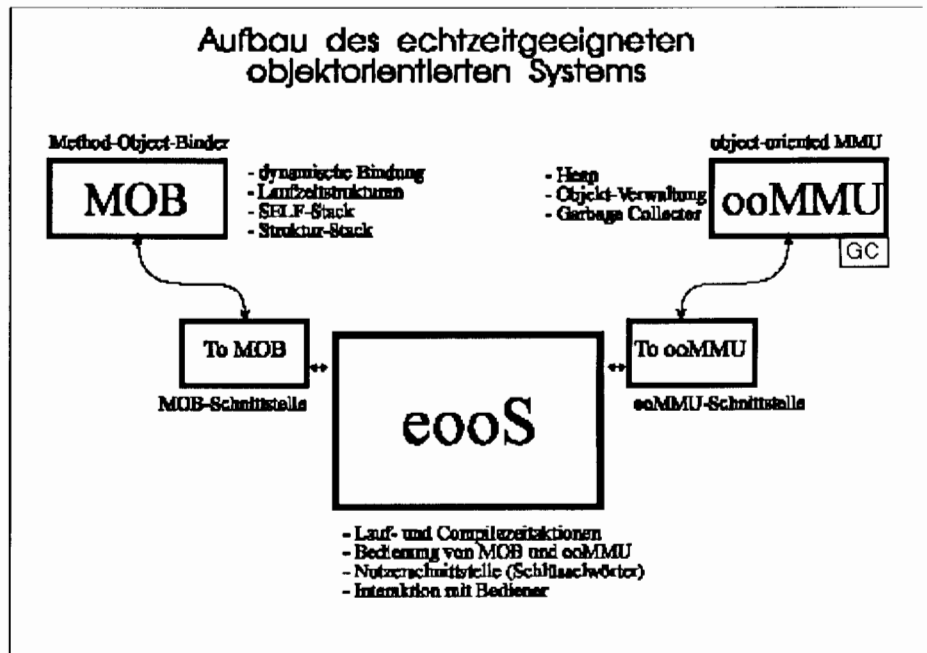 Aufbau des echtzeitgeeigneten
objektorientierten Systems
Method-Object-Binder
MOB
- dynamische Bindung
- Laufzeitstrukturen
- SELF-Stack
- Struktur-Stack
object-oriented MMU
- Heap
- Objekt-Verwaltung
- Garbage Collector
ooMMU
GC
To MOB
MOB-Schnittstelle
eooS
To ooMMU
ooMMU-Schnittstelle
- Lauf- und Compilezeitaktionen
- Bedienung von MOB und ooMMU
- Nutzerschnittstelle (Schlüsselwörter)
- Interaktion mit Bediener